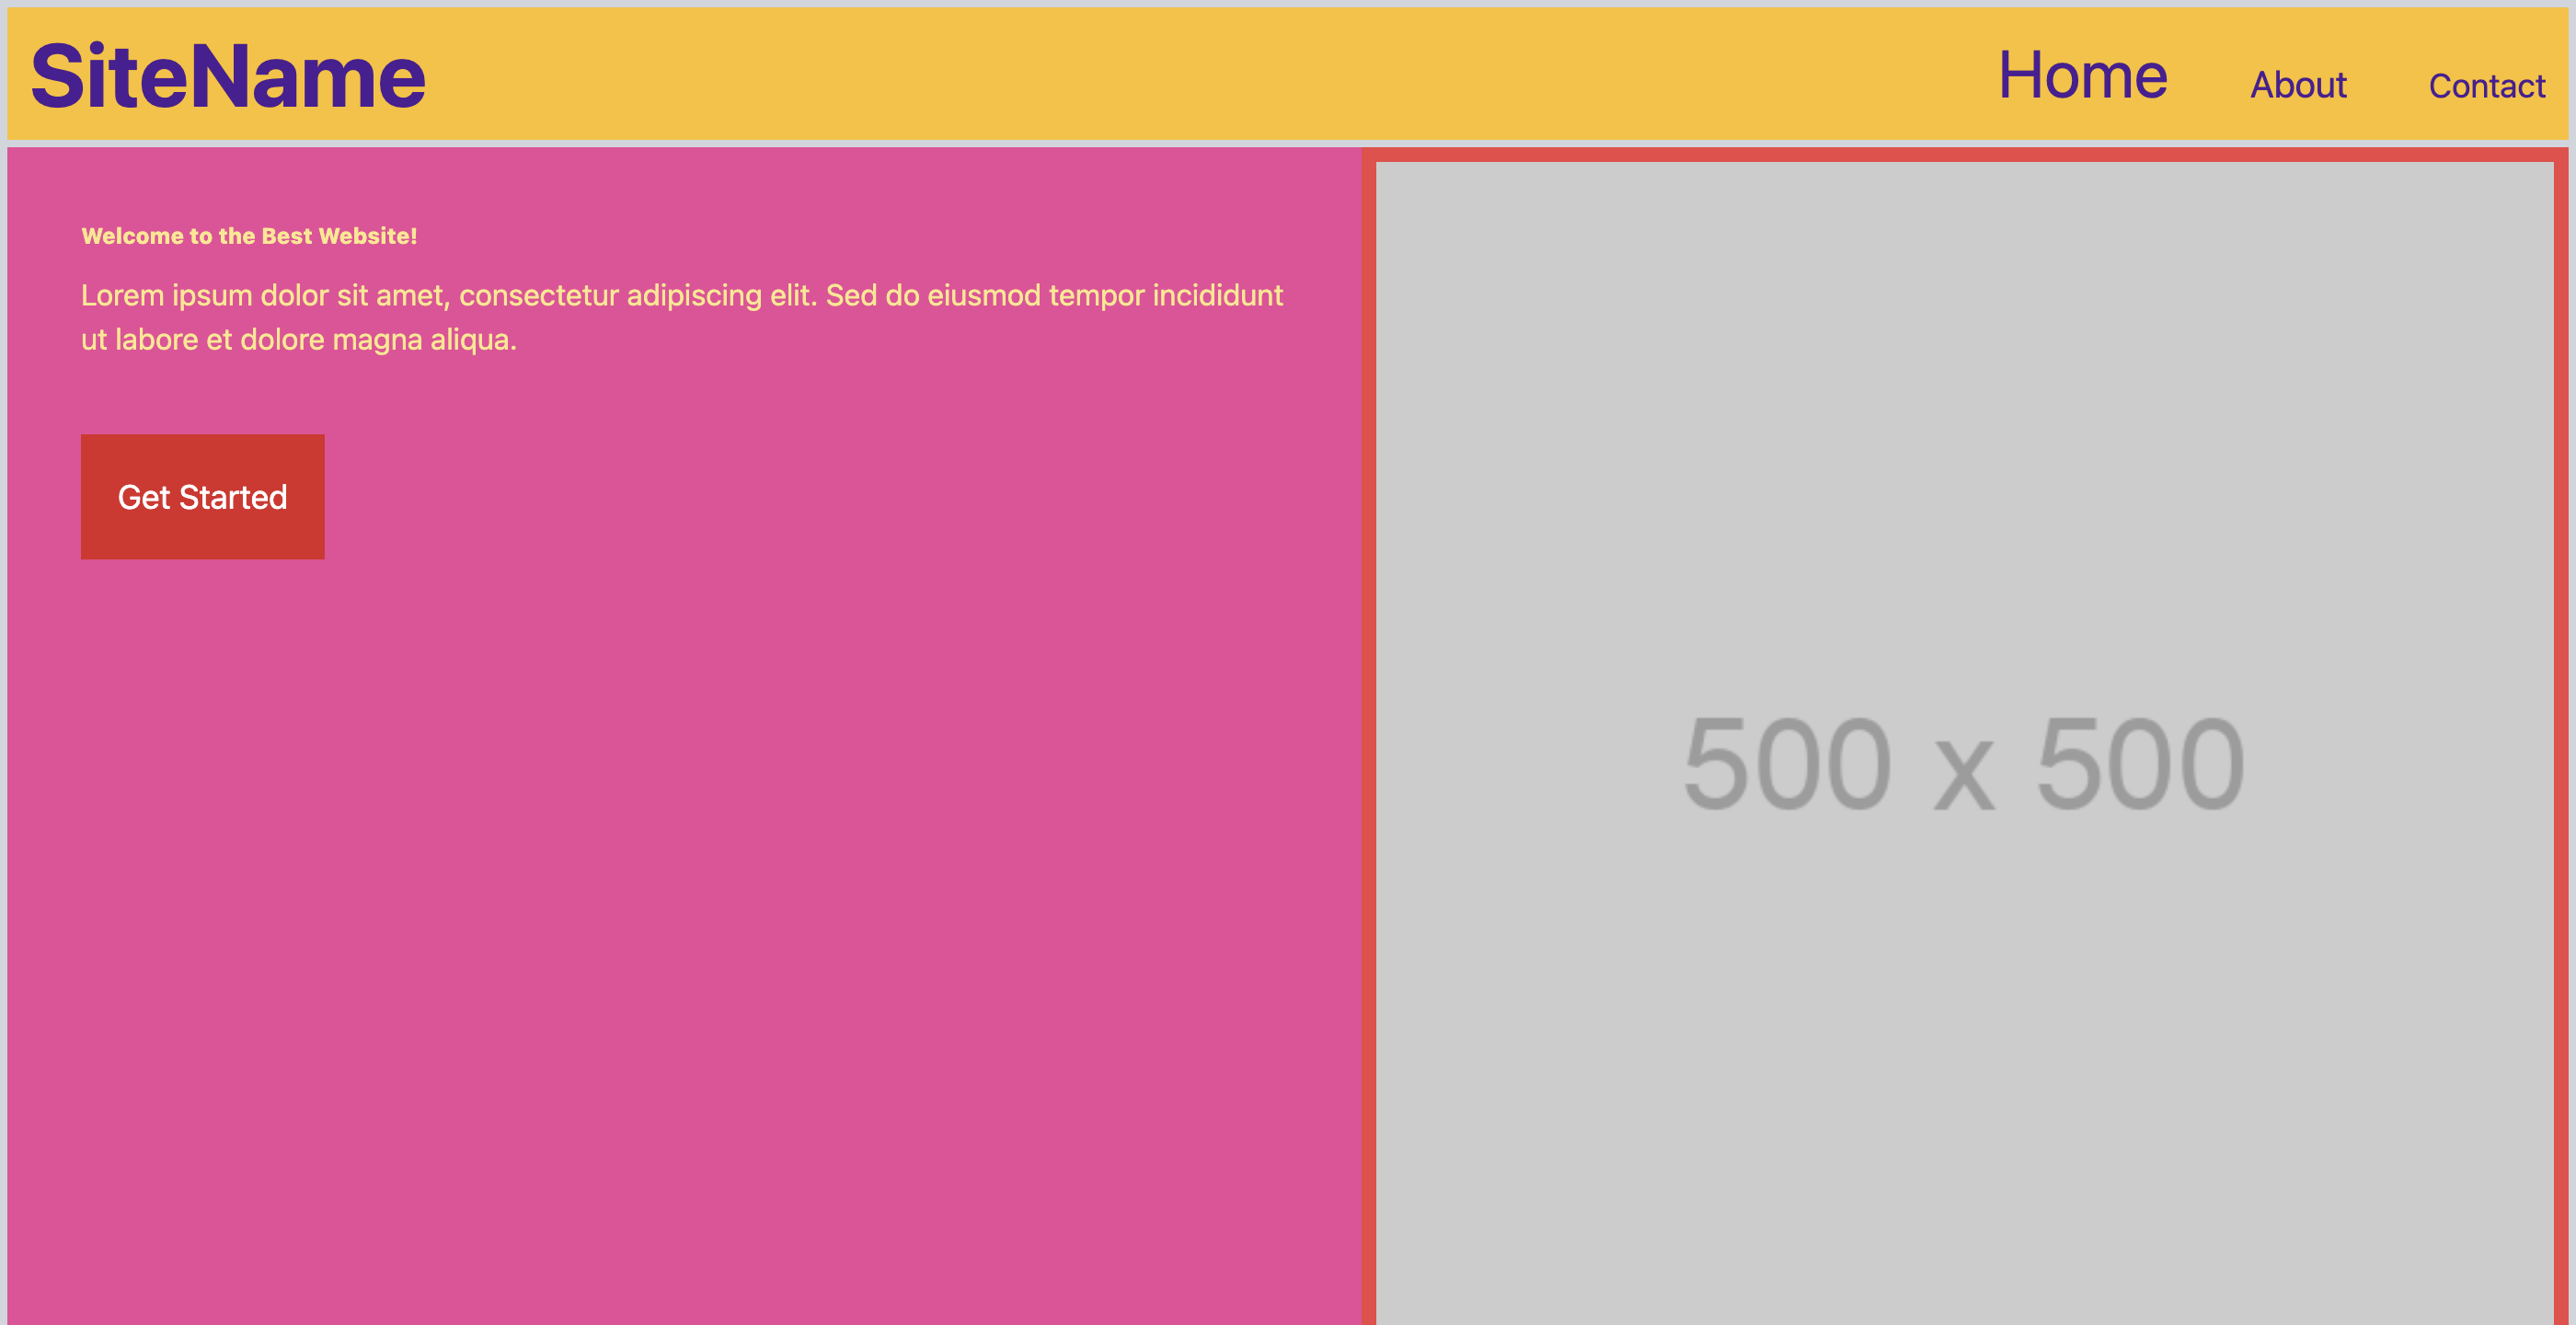 SiteName
Home About Contact
Welcome to the Best Website!
Lorem ipsum dolor sit amet, consectetur adipiscing elit. Sed do eiusmod tempor incididunt
ut labore et dolore magna aliqua.
Get Started
500 x 500